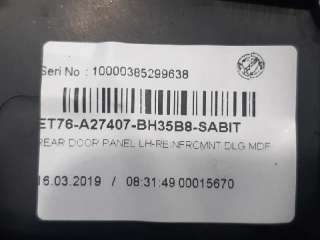 Seri No : 10000385299638
ET76-A27407-BH35B8-SABIT
REAR DOOR PANEL LH-REINFRCMNT DLG MDF
16.03.2019 / 08:31:49 00015670